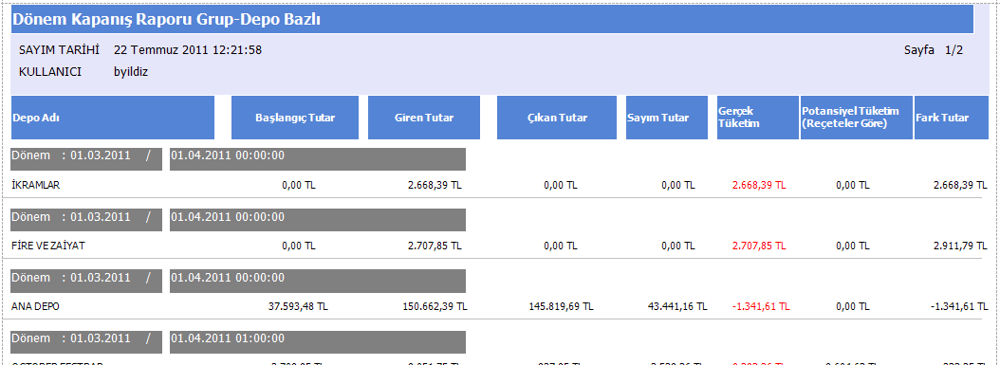 Dönem Kapanış Raporu Grup-Depo Bazlı
SAYIM TARİHİ 22 Temmuz 2011 12:21:58 Sayfa 1/2
KULLANICI byildiz
Depo Adı Başlangıç Tutar Giren Tutar Çıkan Tutar Sayım Tutar Gerçek Tüketim Potansiyel Tüketim (Reçeteler Göre) Fark Tutar
Dönem : 01.03.2011 / 01.04.2011 00:00:00
İKRAMLAR 0,00 TL 2.668,39 TL 0,00 TL 0,00 TL 2.668,39 TL 0,00 TL 2.668,39 TL
Dönem : 01.03.2011 / 01.04.2011 00:00:00
FİRE VE ZAİYAT 0,00 TL 2.707,85 TL 0,00 TL 0,00 TL 2.707,85 TL 0,00 TL 2.911,79 TL
Dönem : 01.03.2011 / 01.04.2011 00:00:00
ANA DEPO 37.593,48 TL 150.662,39 TL 145.819,69 TL 43.441,16 TL -1.341,61 TL 0,00 TL -1.341,61 TL
Dönem : 01.03.2011 / 01.04.2011 01:00:00